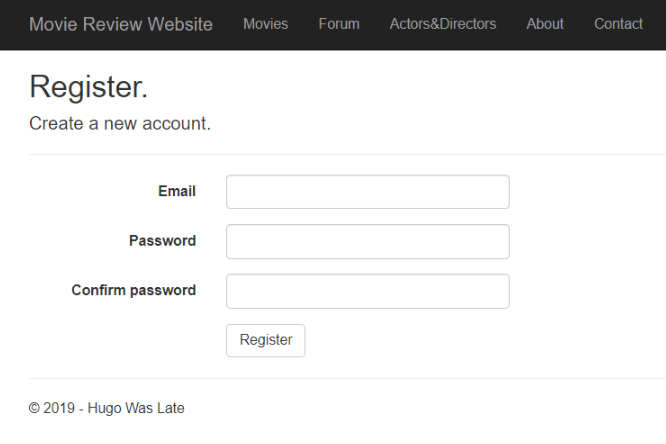 Movie Review Website Movies Forum Actors&Directors About Contact
Register.
Create a new account.
Email
Password
Confirm password
Register
© 2019 - Hugo Was Late